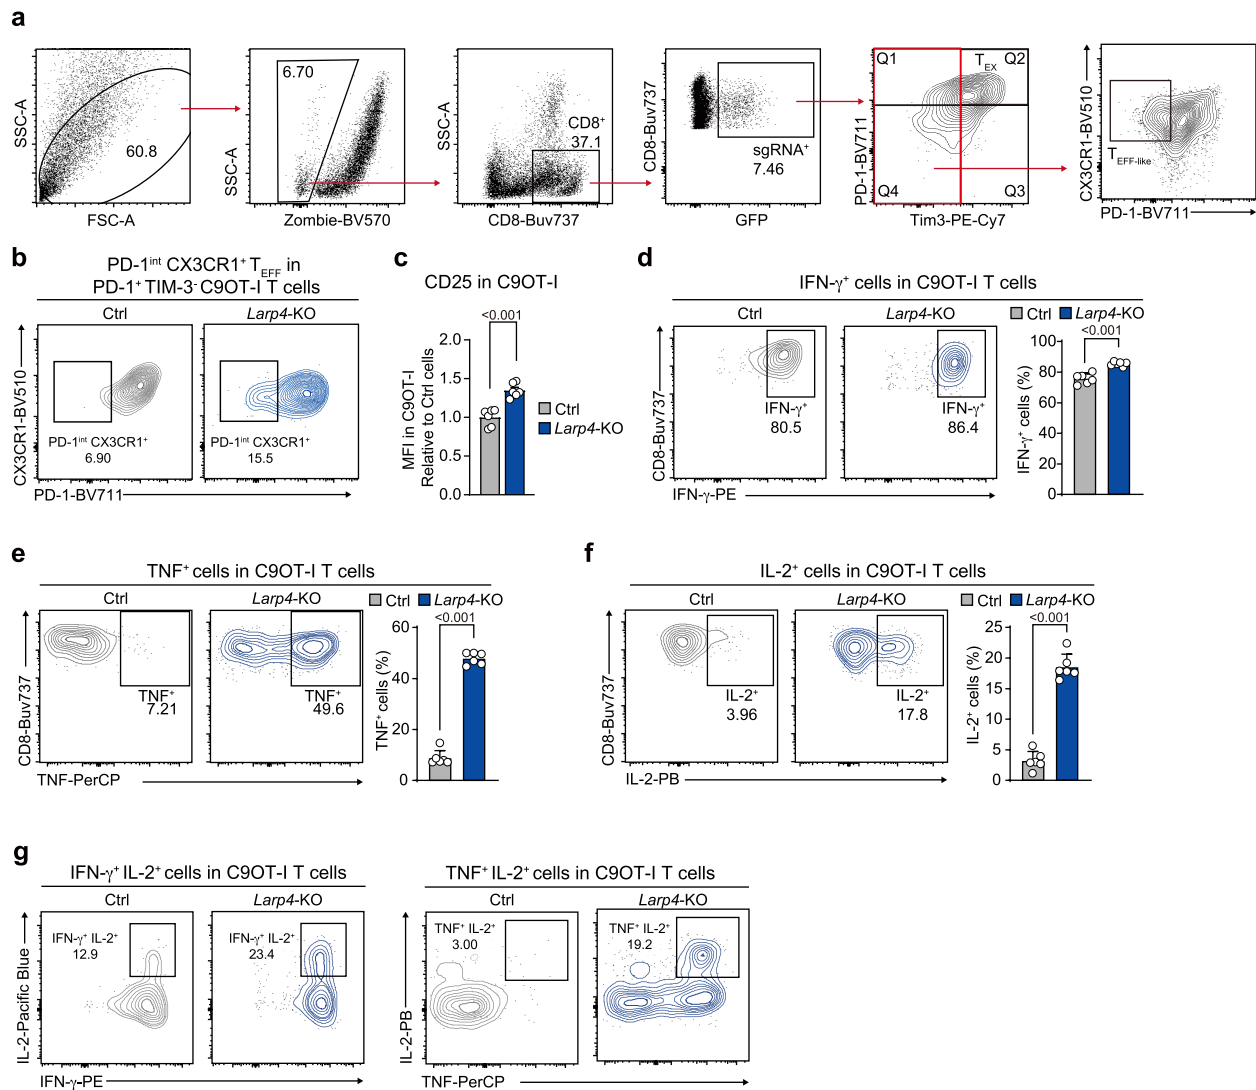 a
SSC-A
60.8
FSC-A
SSC-A
6.70
Zombie-BV570
SSC-A
CD8⁺
37.1
CD8-Buv737
CD8-Buv737
sgRNA⁺
7.46
GFP
PD-1-BV711
Q1
T_EX
Q2
Q4
Q3
Tim3-PE-Cy7
CX3CR1-BV510
T_EFF-like
PD-1-BV711
b
PD-1^int CX3CR1⁺ T_EFF in
PD-1⁺ TIM-3⁻ C9OT-I T cells
Ctrl
Larp4-KO
CX3CR1-BV510
PD-1^int CX3CR1⁺
6.90
PD-1^int CX3CR1⁺
15.5
PD-1-BV711
c
CD25 in C9OT-I
<0.001
MFI in C9OT-I
Relative to Ctrl cells
2.0
1.5
1.0
0.5
0.0
Ctrl
Larp4-KO
d
IFN-γ⁺ cells in C9OT-I T cells
Ctrl
Larp4-KO
CD8-Buv737
IFN-γ⁺
80.5
IFN-γ⁺
86.4
IFN-γ-PE
Ctrl
Larp4-KO
<0.001
IFN-γ⁺ cells (%)
100
80
60
40
20
0
e
TNF⁺ cells in C9OT-I T cells
Ctrl
Larp4-KO
CD8-Buv737
TNF⁺
7.21
TNF⁺
49.6
TNF-PerCP
Ctrl
Larp4-KO
<0.001
TNF⁺ cells (%)
60
40
20
0
f
IL-2⁺ cells in C9OT-I T cells
Ctrl
Larp4-KO
CD8-Buv737
IL-2⁺
3.96
IL-2⁺
17.8
IL-2-PB
Ctrl
Larp4-KO
<0.001
IL-2⁺ cells (%)
25
20
15
10
5
0
g
IFN-γ⁺ IL-2⁺ cells in C9OT-I T cells
Ctrl
Larp4-KO
IL-2-Pacific Blue
IFN-γ⁺ IL-2⁺
12.9
IFN-γ⁺ IL-2⁺
23.4
IFN-γ-PE
TNF⁺ IL-2⁺ cells in C9OT-I T cells
Ctrl
Larp4-KO
IL-2-PB
TNF⁺ IL-2⁺
3.00
TNF⁺ IL-2⁺
19.2
TNF-PerCP